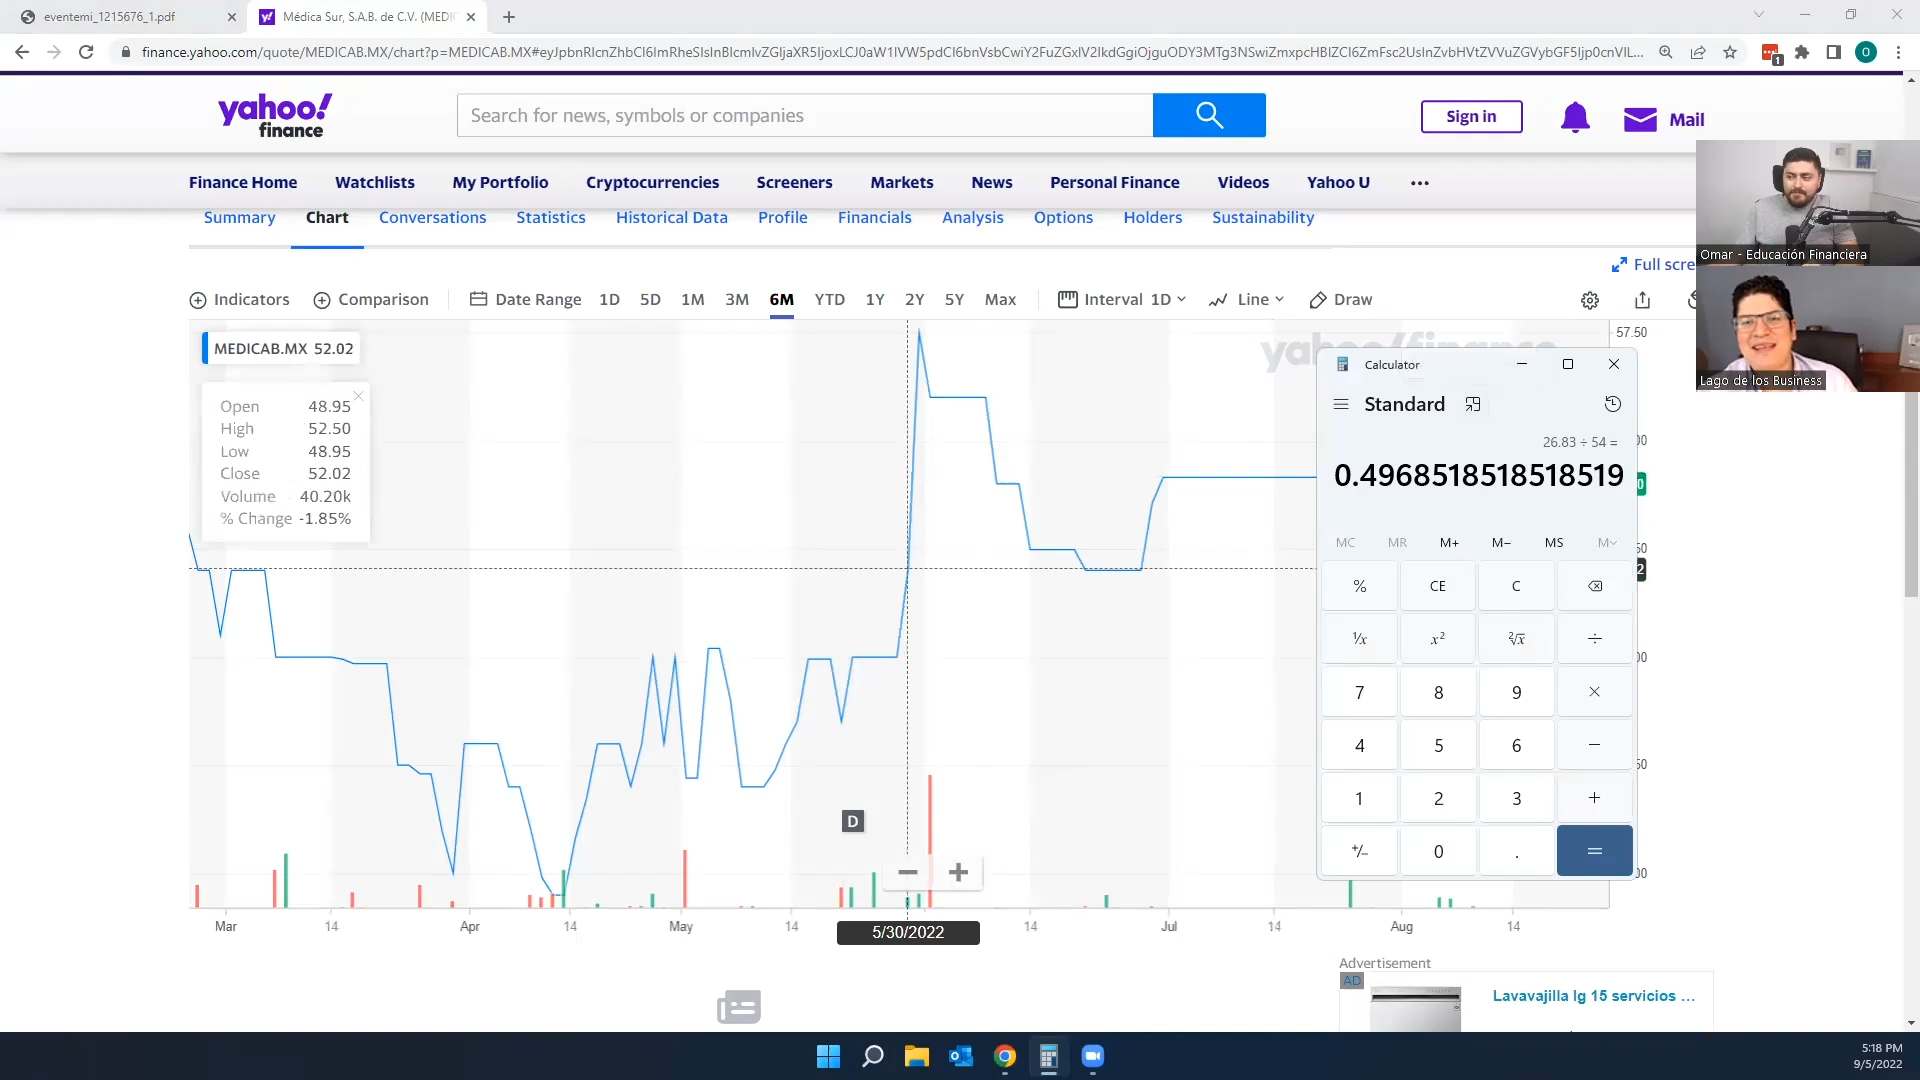 eventemi_1215676_1.pdf
Médica Sur, S.A.B. de C.V. (MEDIC
finance.yahoo.com/quote/MEDICAB.MX/chart?p=MEDICAB.MX#
1
O
yahoo!
finance
Search for news, symbols or companies
Sign in
Mail
Finance Home Watchlists My Portfolio Cryptocurrencies Screeners Markets News Personal Finance Videos Yahoo U ...
Summary Chart Conversations Statistics Historical Data Profile Financials Analysis Options Holders Sustainability
Omar - Educación Financiera
Lago de los Business
Full scre
Indicators Comparison Date Range 1D 5D 1M 3M 6M YTD 1Y 2Y 5Y Max Interval 1D Line Draw
MEDICAB.MX 52.02
57.50
Open 48.95
High 52.50
Low 48.95
Close 52.02
Volume 40.20k
% Change -1.85%
D
Mar 14 Apr 14 May 14 5/30/2022 14 Jul 14 Aug 14
Calculator
Standard
26.83 ÷ 54 =
0.4968518518518519
MC MR M+ M− MS M
% CE C
¹/x x² ²√x ÷
7 8 9 ×
4 5 6 −
1 2 3 +
+/− 0 . =
Advertisement
AD
Lavavajilla lg 15 servicios ...
5:18 PM
9/5/2022